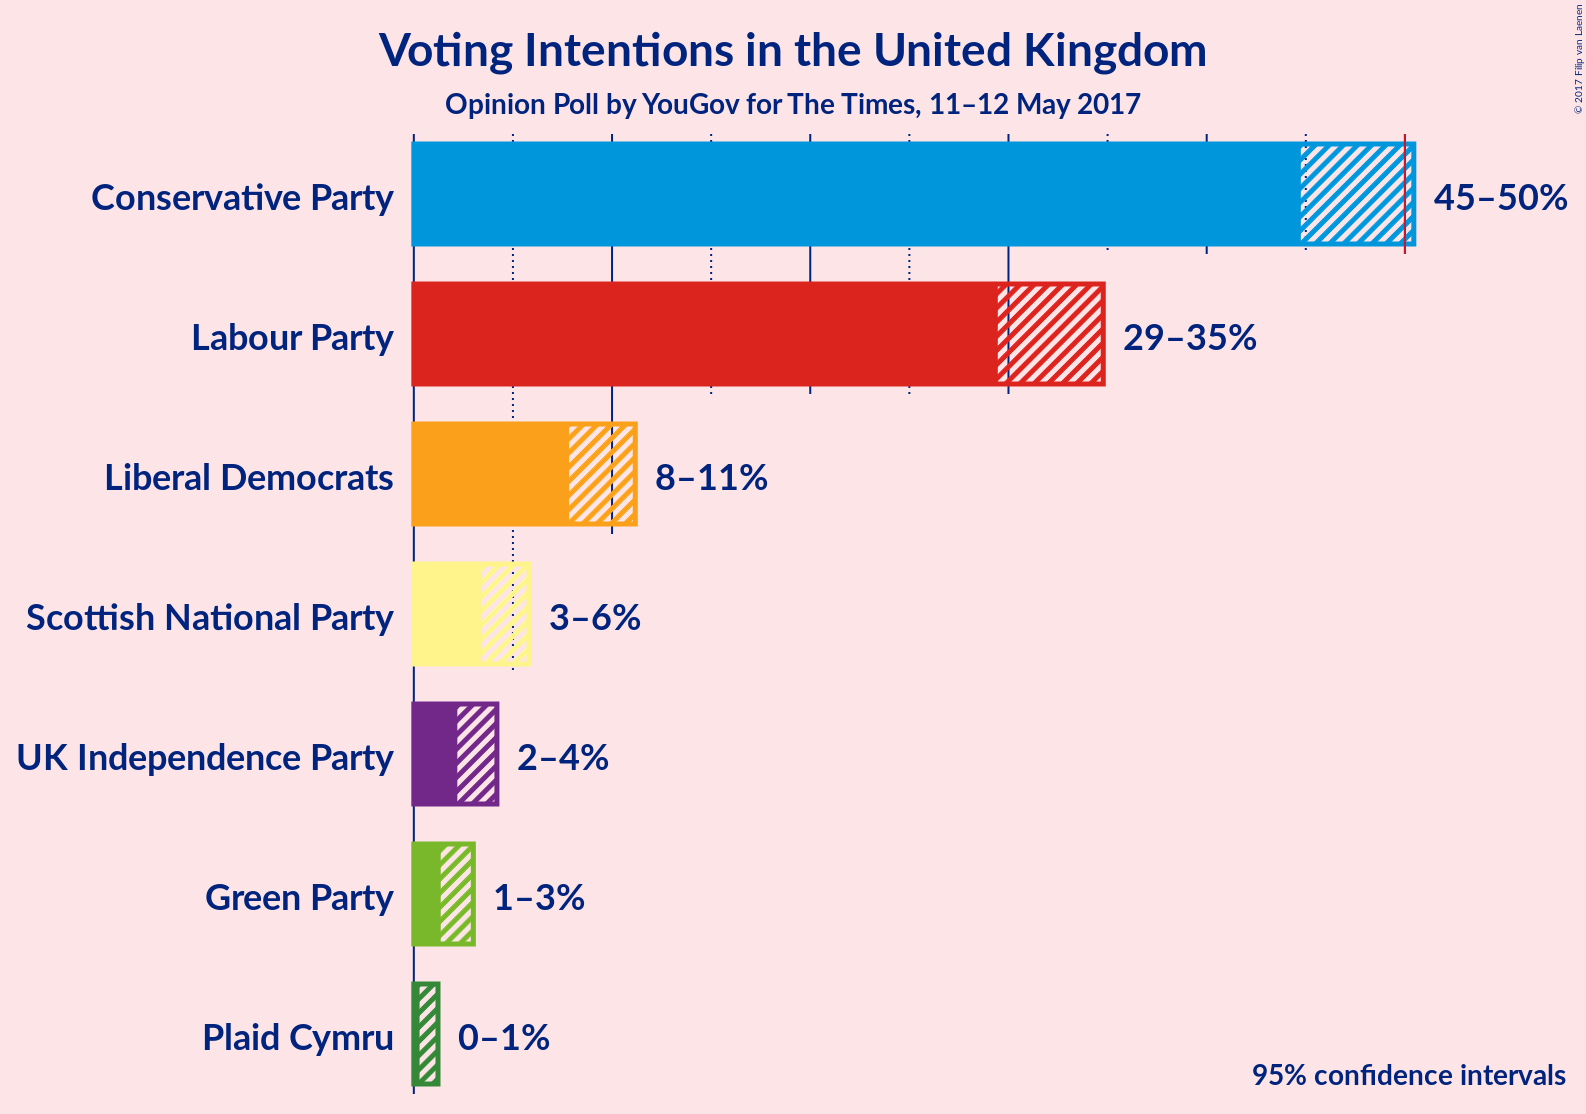 Voting Intentions in the United Kingdom
Opinion Poll by YouGov for The Times, 11–12 May 2017
© 2017 Filip van Laenen
Conservative Party 45–50%
Labour Party 29–35%
Liberal Democrats 8–11%
Scottish National Party 3–6%
UK Independence Party 2–4%
Green Party 1–3%
Plaid Cymru 0–1%
95% confidence intervals